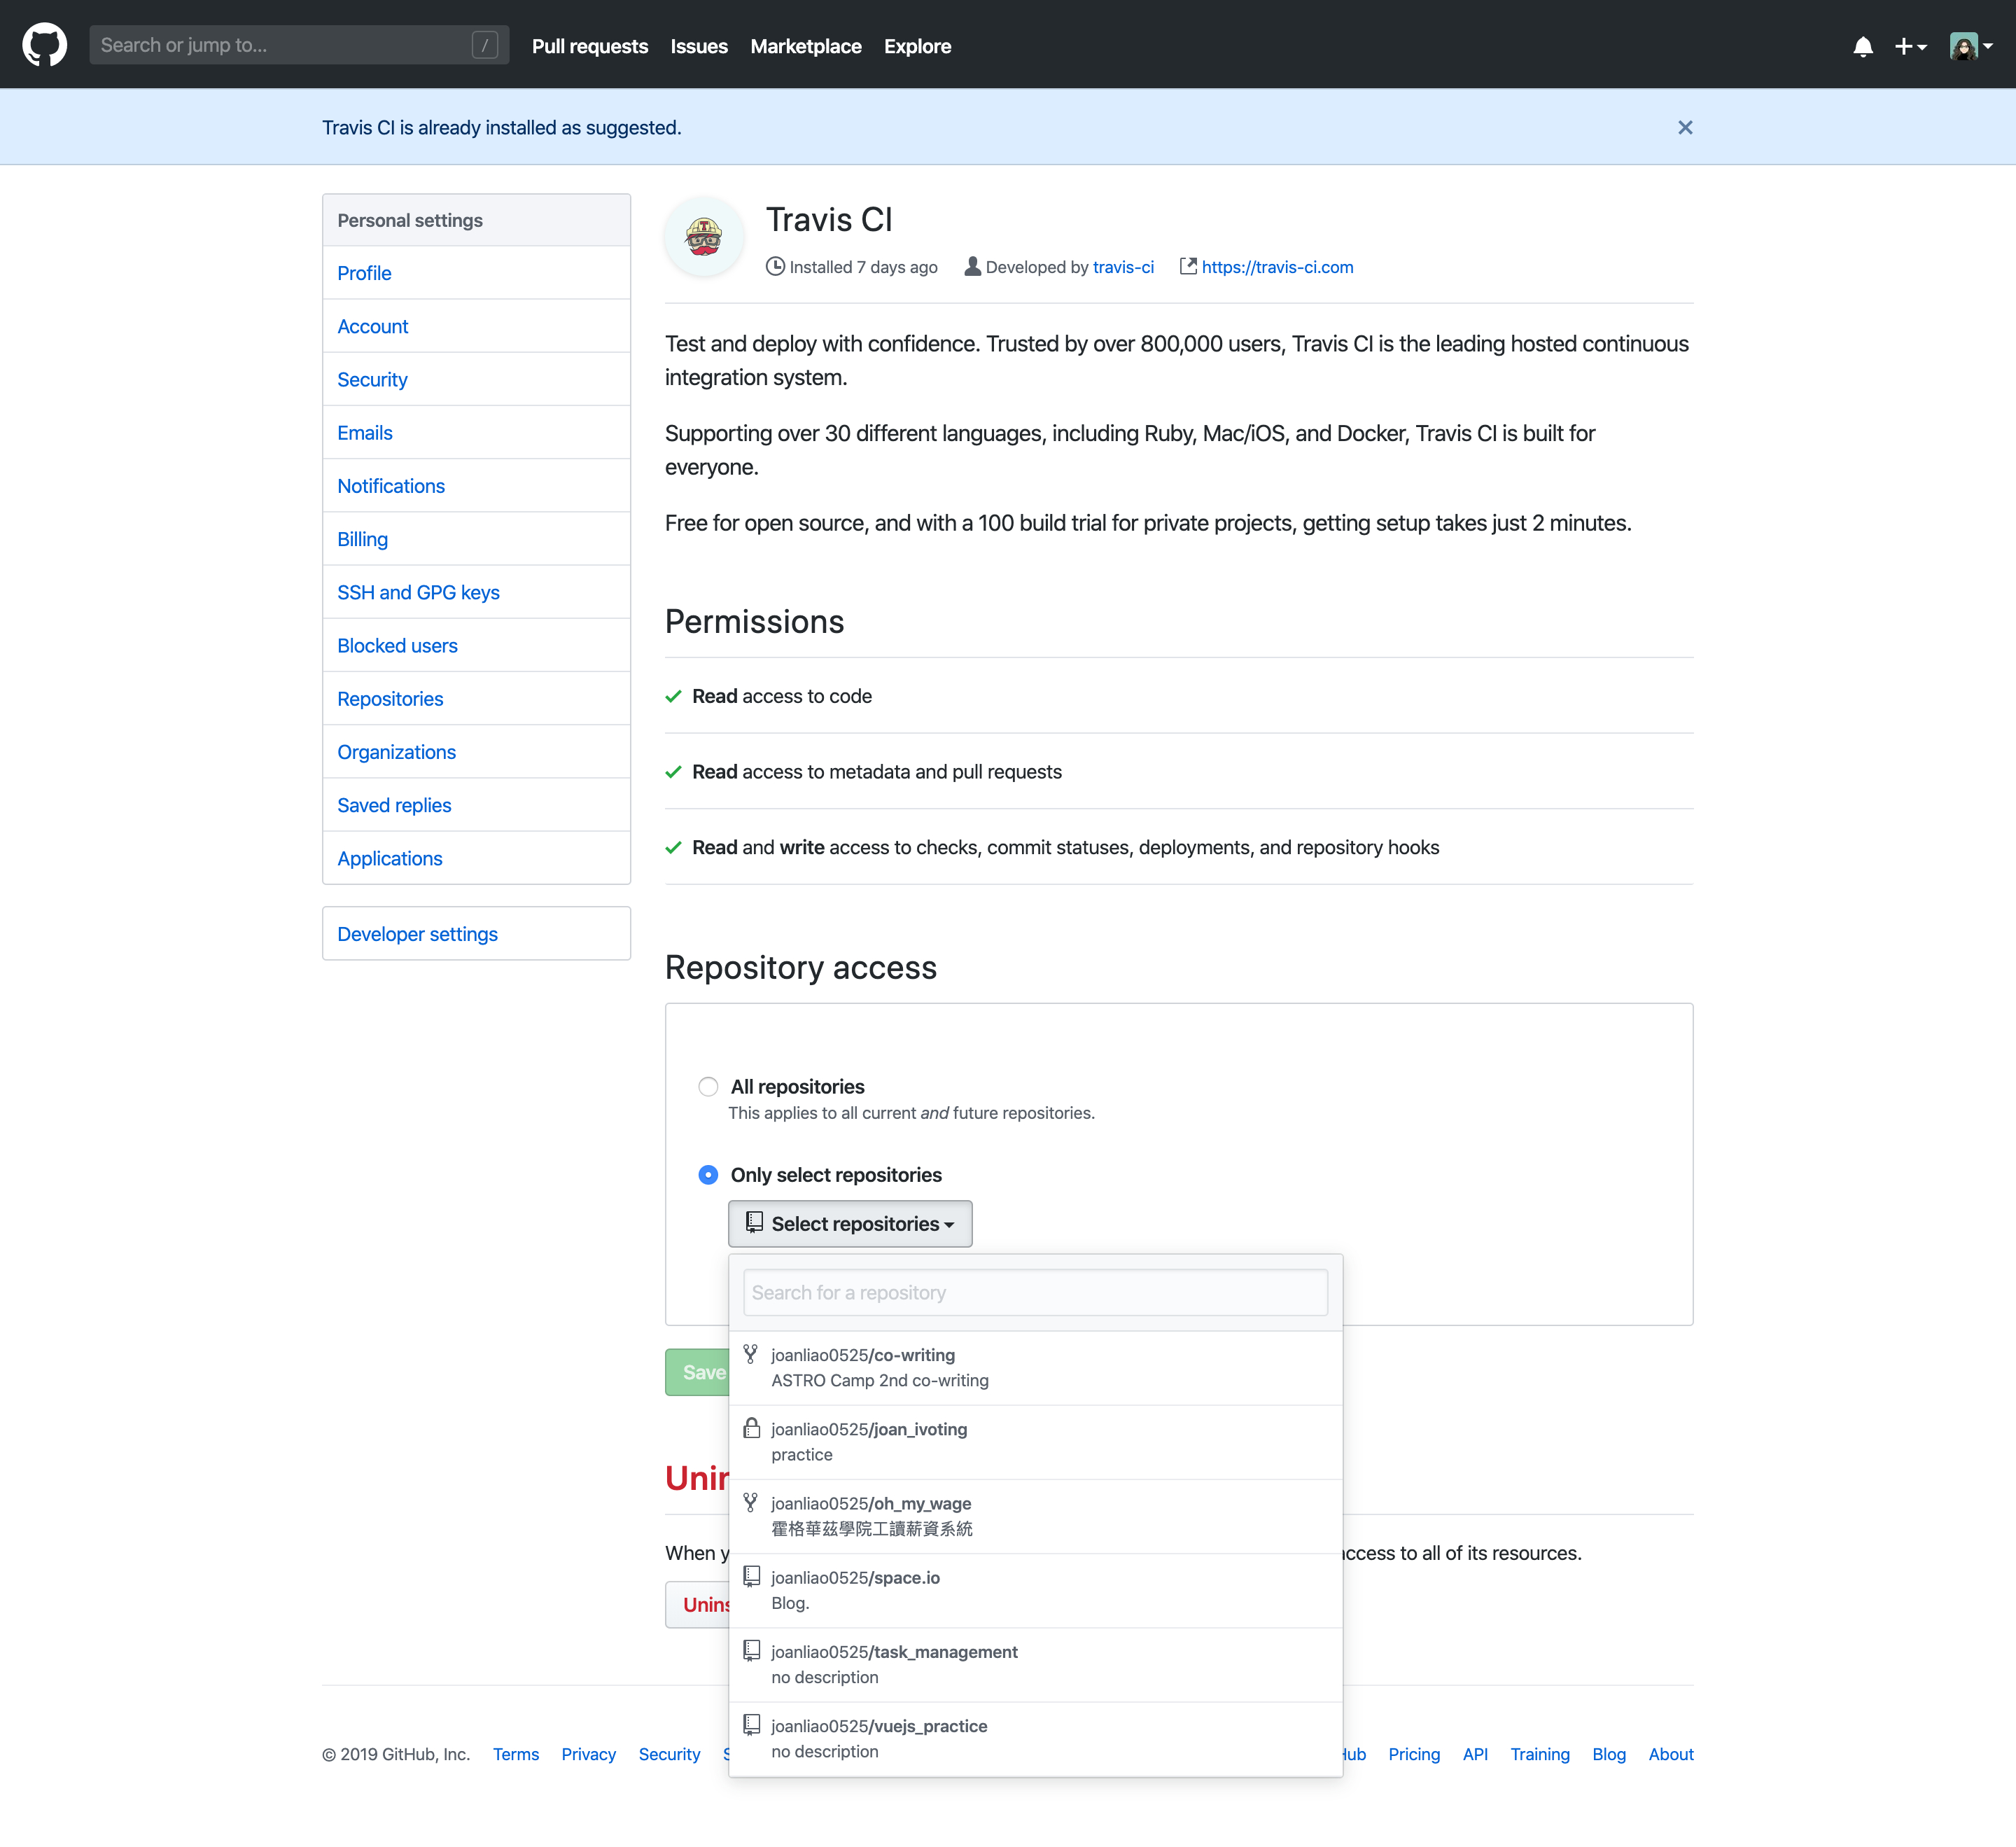 Search or jump to...
/
Pull requests
Issues
Marketplace
Explore
Travis CI is already installed as suggested.
Personal settings
Profile
Account
Security
Emails
Notifications
Billing
SSH and GPG keys
Blocked users
Repositories
Organizations
Saved replies
Applications
Developer settings
Travis CI
Installed 7 days ago
Developed by travis-ci
https://travis-ci.com
Test and deploy with confidence. Trusted by over 800,000 users, Travis CI is the leading hosted continuous
integration system.
Supporting over 30 different languages, including Ruby, Mac/iOS, and Docker, Travis CI is built for
everyone.
Free for open source, and with a 100 build trial for private projects, getting setup takes just 2 minutes.
Permissions
Read access to code
Read access to metadata and pull requests
Read and write access to checks, commit statuses, deployments, and repository hooks
Repository access
All repositories
This applies to all current and future repositories.
Only select repositories
Select repositories
Search for a repository
joanliao0525/co-writing
ASTRO Camp 2nd co-writing
joanliao0525/joan_ivoting
practice
joanliao0525/oh_my_wage
霍格華茲學院工讀薪資系統
joanliao0525/space.io
Blog.
joanliao0525/task_management
no description
joanliao0525/vuejs_practice
no description
Save
When
access to all of its resources.
© 2019 GitHub, Inc.
Terms
Privacy
Security
Pricing
API
Training
Blog
About